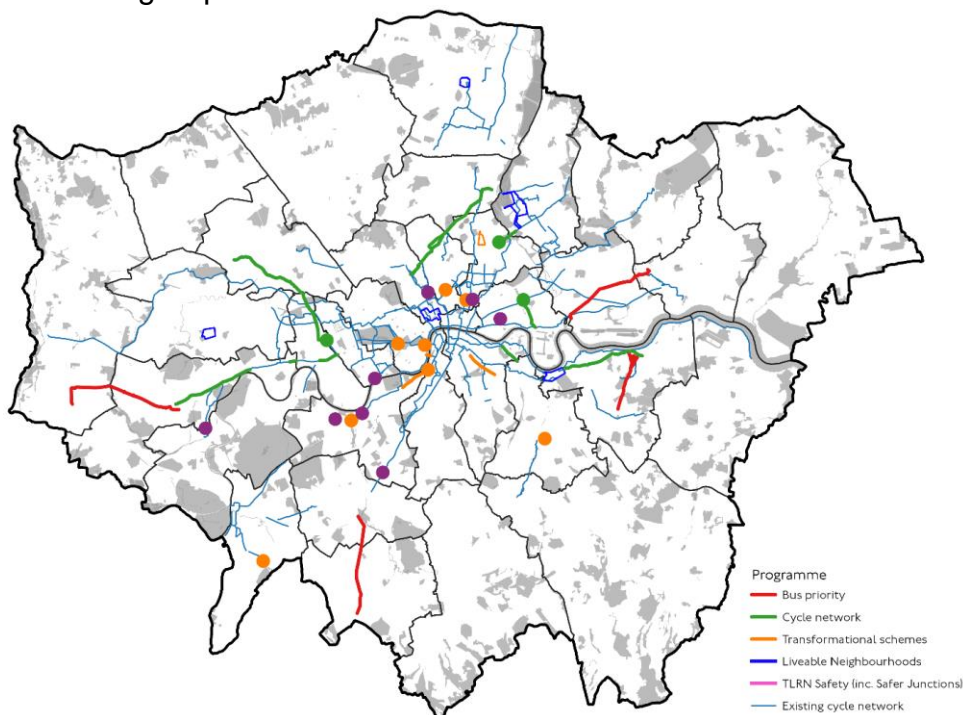 Programme
Bus priority
Cycle network
Transformational schemes
Liveable Neighbourhoods
TLRN Safety (inc. Safer Junctions)
Existing cycle network